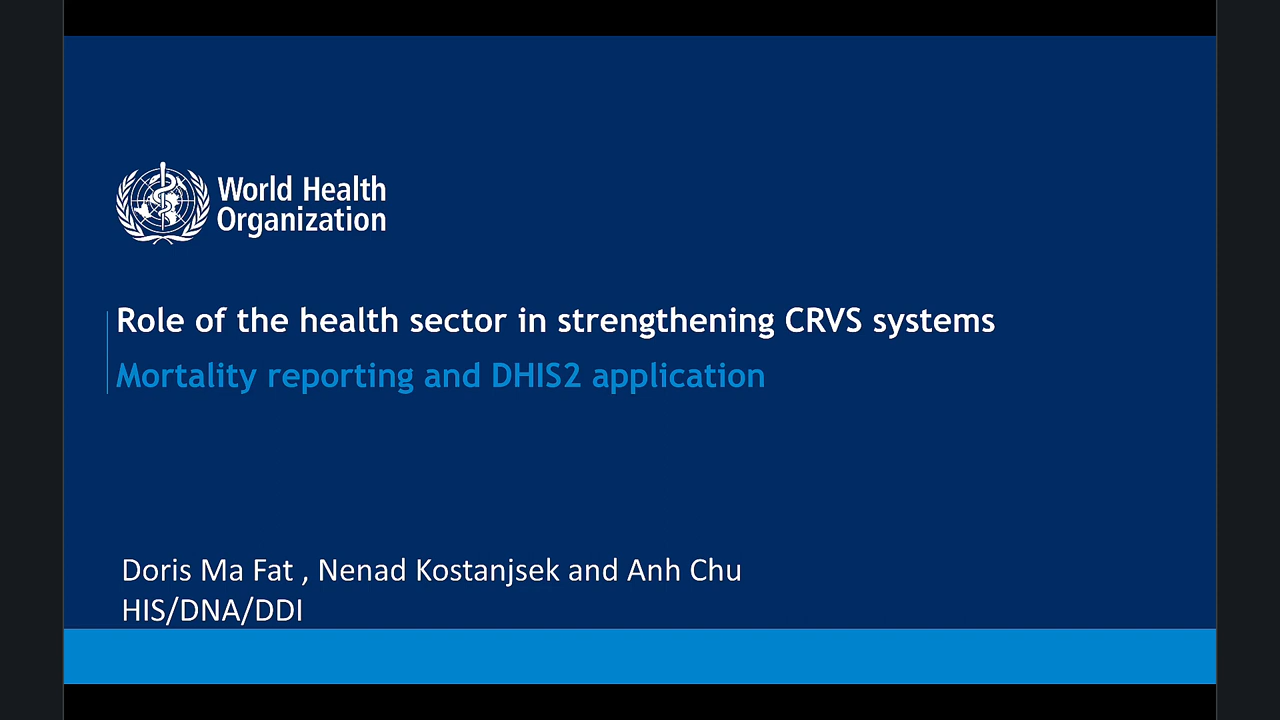 World Health
Organization
Role of the health sector in strengthening CRVS systems
Mortality reporting and DHIS2 application
Doris Ma Fat , Nenad Kostanjsek and Anh Chu
HIS/DNA/DDI